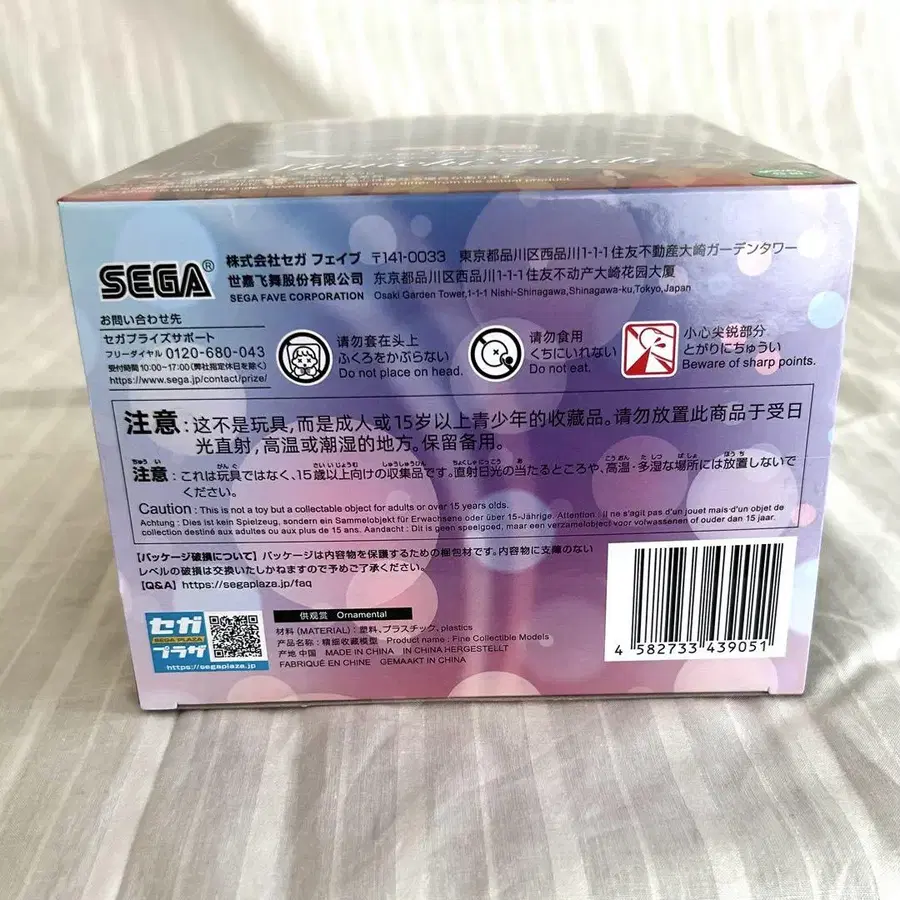 SEGA®
株式会社セガ フェイブ 〒141-0033 東京都品川区西品川1-1-1 住友不動産大崎ガーデンタワー
世嘉飞舞股份有限公司 东京都品川区西品川1-1-1 住友不动产大崎花园大厦
SEGA FAVE CORPORATION Osaki Garden Tower,1-1-1 Nishi-Shinagawa,Shinagawa-ku,Tokyo,Japan
お問い合わせ先
セガプライズサポート
フリーダイヤル 0120-680-043
受付時間 10:00~17:00 (弊社指定休日を除く)
https://www.sega.jp/contact/prize/
请勿套在头上
ふくろをかぶらない
Do not place on head.
请勿食用
くちにいれない
Do not eat.
小心尖锐部分
とがりにちゅうい
Beware of sharp points.
注意:这不是玩具,而是成人或15岁以上青少年的收藏品。请勿放置此商品于受日
光直射,高温或潮湿的地方。保留备用。
注意:これは玩具ではなく、15歳以上向けの収集品です。直射日光の当たるところや、高温・多湿な場所には放置しないで
ください。
Caution : This is not a toy but a collectable object for adults or over 15 years olds.
Achtung : Dies ist kein Spielzeug, sondern ein Sammelobjekt für Erwachsene oder über 15-Jährige. Attention : il ne s'agit pas d'un jouet mais d'un objet de
collection destiné aux adultes ou aux plus de 15 ans. Aandacht : Dit is geen speelgoed, maar een verzamelobject voor volwassenen of ouder dan 15 jaar.
【パッケージ破損について】パッケージは内容物を保護するための梱包材です。内容物に支障のない
レベルの破損は交換いたしかねますので予めご了承ください。
【Q&A】https://segaplaza.jp/faq
セガ
SEGA PLAZA
プラザ
https://segaplaza.jp
供观赏 Ornamental
材料 (MATERIAL) : 塑料、プラスチック、plastics
产品名称:精细收藏模型 Product name : Fine Collectible Models
产地 中国 MADE IN CHINA IN CHINA HERGESTELLT
FABRIQUÉ EN CHINE GEMAAKT IN CHINA
4 582733 439051